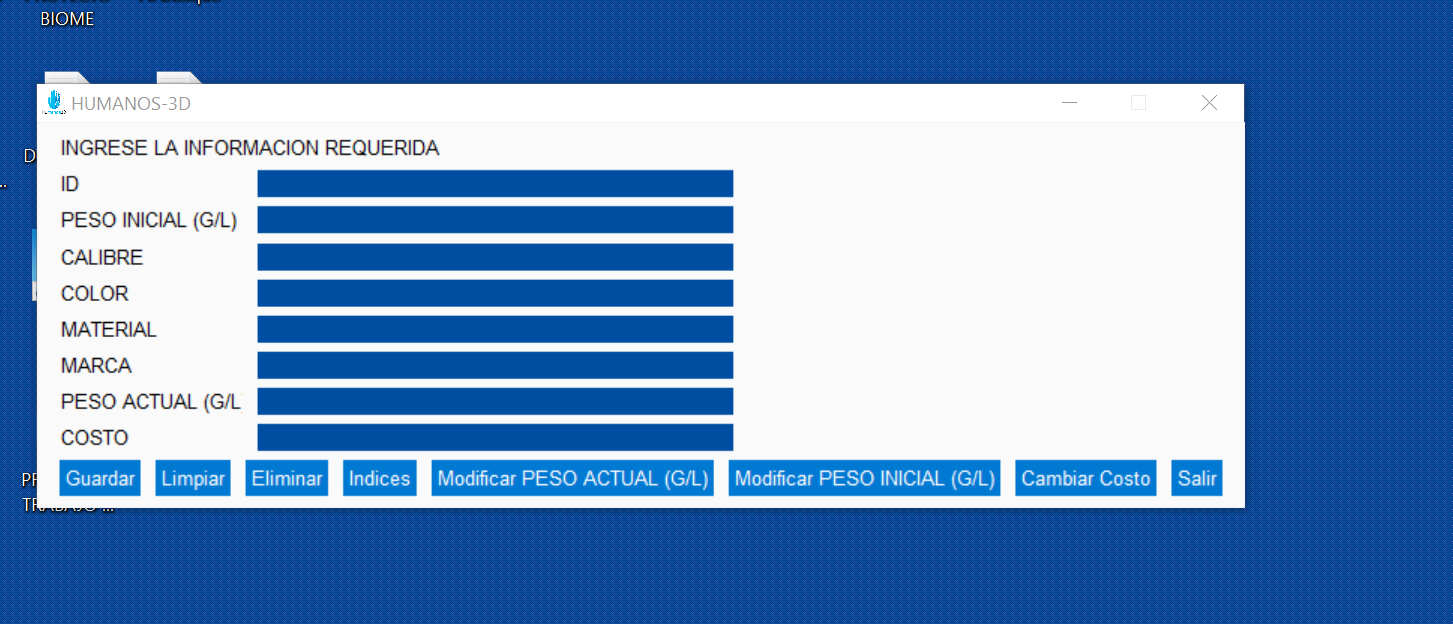 BIOME
HUMANOS-3D
INGRESE LA INFORMACION REQUERIDA
ID
PESO INICIAL (G/L)
CALIBRE
COLOR
MATERIAL
MARCA
PESO ACTUAL (G/L
COSTO
Guardar Limpiar Eliminar Indices Modificar PESO ACTUAL (G/L) Modificar PESO INICIAL (G/L) Cambiar Costo Salir